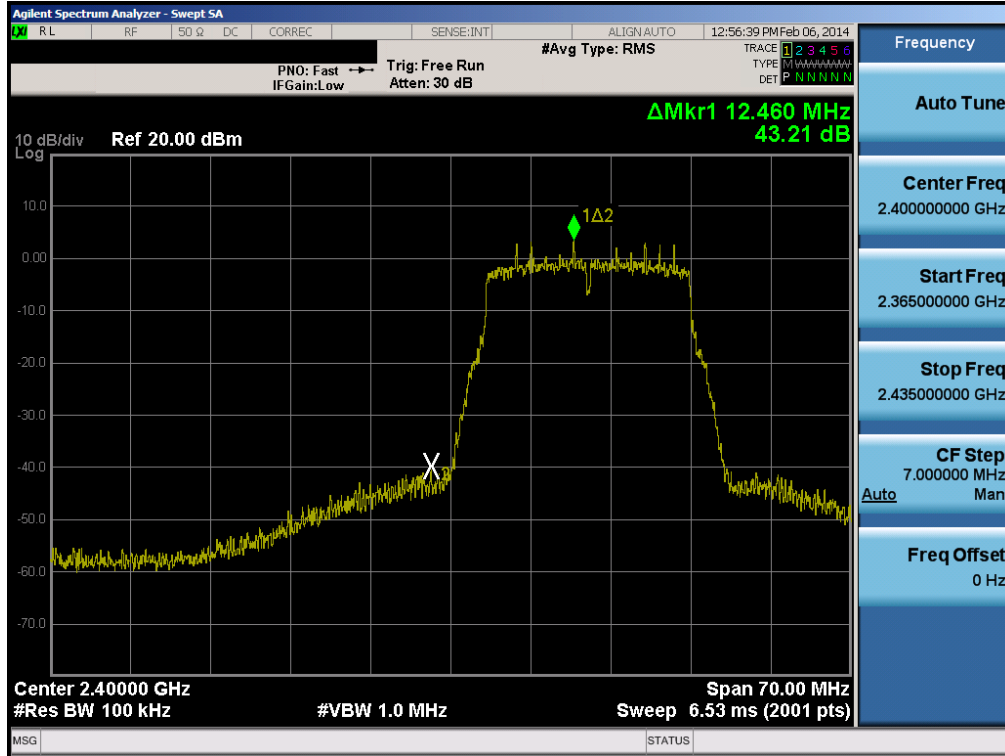 Agilent Spectrum Analyzer - Swept SA
LXI RL RF 50 Ω DC CORREC SENSE:INT ALIGN AUTO 12:56:39 PM Feb 06, 2014
Frequency
#Avg Type: RMS
TRACE 1 2 3 4 5 6
PNO: Fast Trig: Free Run
TYPE M WWWWW
IFGain:Low Atten: 30 dB
DET P N N N N N
Auto Tune
ΔMkr1 12.460 MHz
43.21 dB
10 dB/div Ref 20.00 dBm
Log
Center Freq
2.400000000 GHz
10.0
1Δ2
0.00
Start Freq
2.365000000 GHz
-10.0
-20.0
Stop Freq
2.435000000 GHz
-30.0
-40.0
X
CF Step
7.000000 MHz
Auto Man
-50.0
Freq Offset
0 Hz
-60.0
-70.0
Center 2.40000 GHz Span 70.00 MHz
#Res BW 100 kHz #VBW 1.0 MHz Sweep 6.53 ms (2001 pts)
MSG STATUS